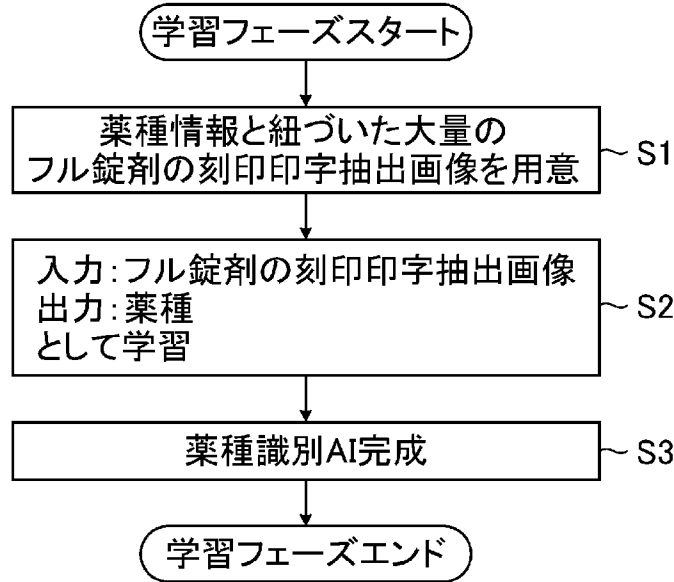 学習フェーズスタート
薬種情報と紐づいた大量の
フル錠剤の刻印印字抽出画像を用意
～S1
入力:フル錠剤の刻印印字抽出画像
出力:薬種
として学習
～S2
薬種識別AI完成
～S3
学習フェーズエンド